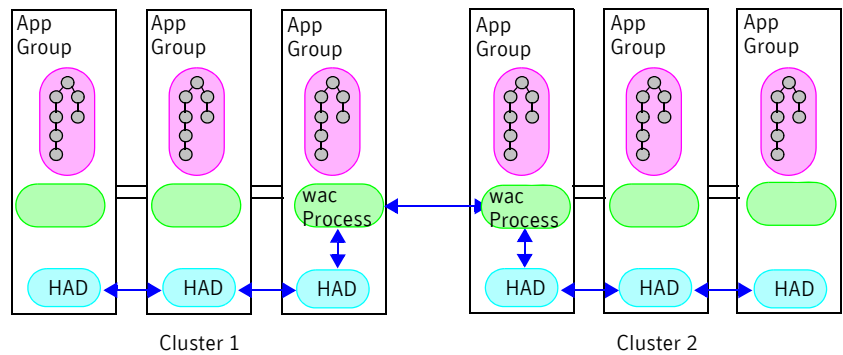 App
Group
App
Group
App
Group
App
Group
App
Group
App
Group
wac
Process
wac
Process
HAD
HAD
HAD
HAD
HAD
HAD
Cluster 1
Cluster 2